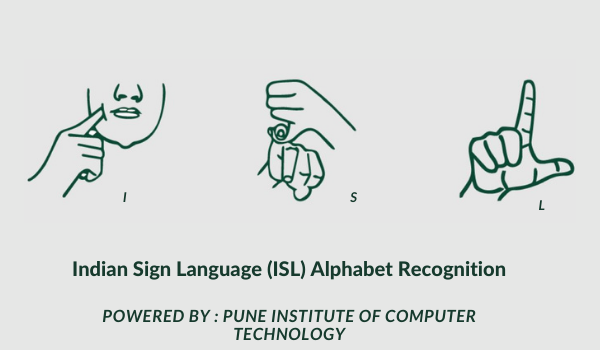 I
S
L
Indian Sign Language (ISL) Alphabet Recognition
POWERED BY : PUNE INSTITUTE OF COMPUTER
TECHNOLOGY